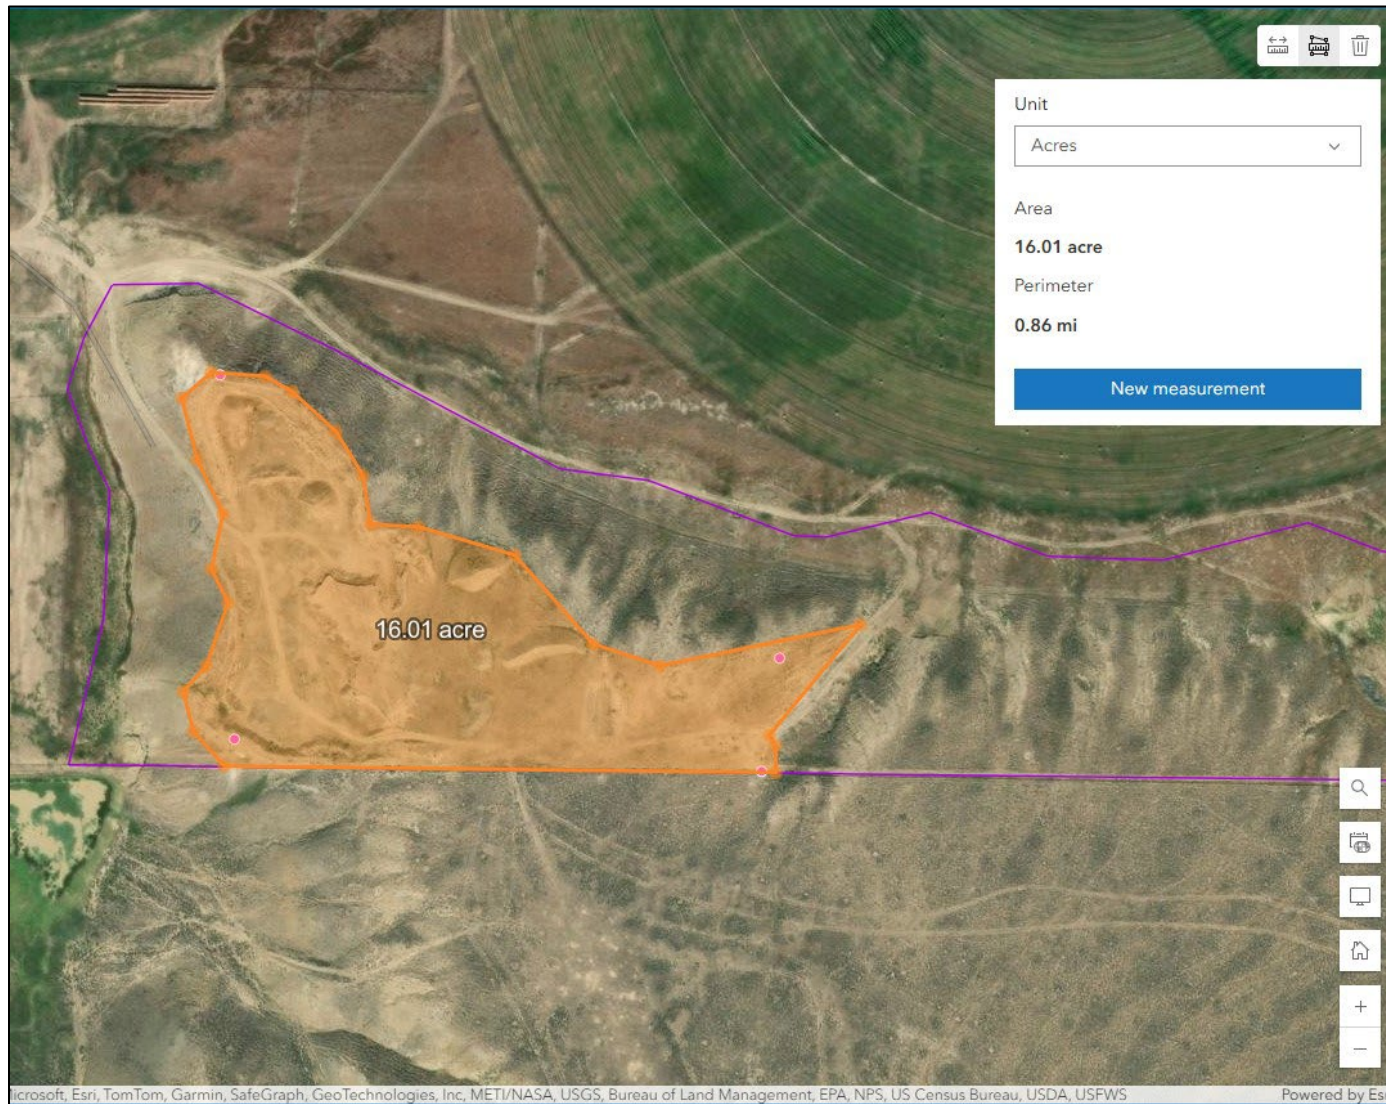 Unit
Acres
Area
16.01 acre
Perimeter
0.86 mi
New measurement
16.01 acre
icrosoft, Esri, TomTom, Garmin, SafeGraph, GeoTechnologies, Inc, METI/NASA, USGS, Bureau of Land Management, EPA, NPS, US Census Bureau, USDA, USFWS
Powered by Es